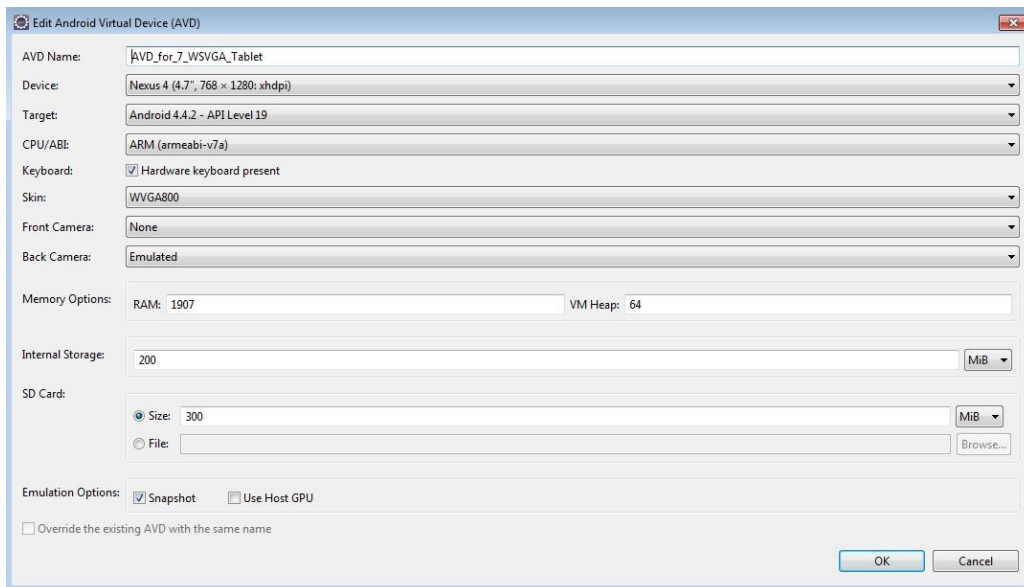 Edit Android Virtual Device (AVD)
AVD Name: AVD_for_7_WSVGA_Tablet
Device: Nexus 4 (4.7", 768 × 1280: xhdpi)
Target: Android 4.4.2 - API Level 19
CPU/ABI: ARM (armeabi-v7a)
Keyboard: Hardware keyboard present
Skin: WVGA800
Front Camera: None
Back Camera: Emulated
Memory Options: RAM: 1907 VM Heap: 64
Internal Storage: 200 MiB
SD Card:
Size: 300 MiB
File: Browse...
Emulation Options: Snapshot Use Host GPU
Override the existing AVD with the same name
OK Cancel